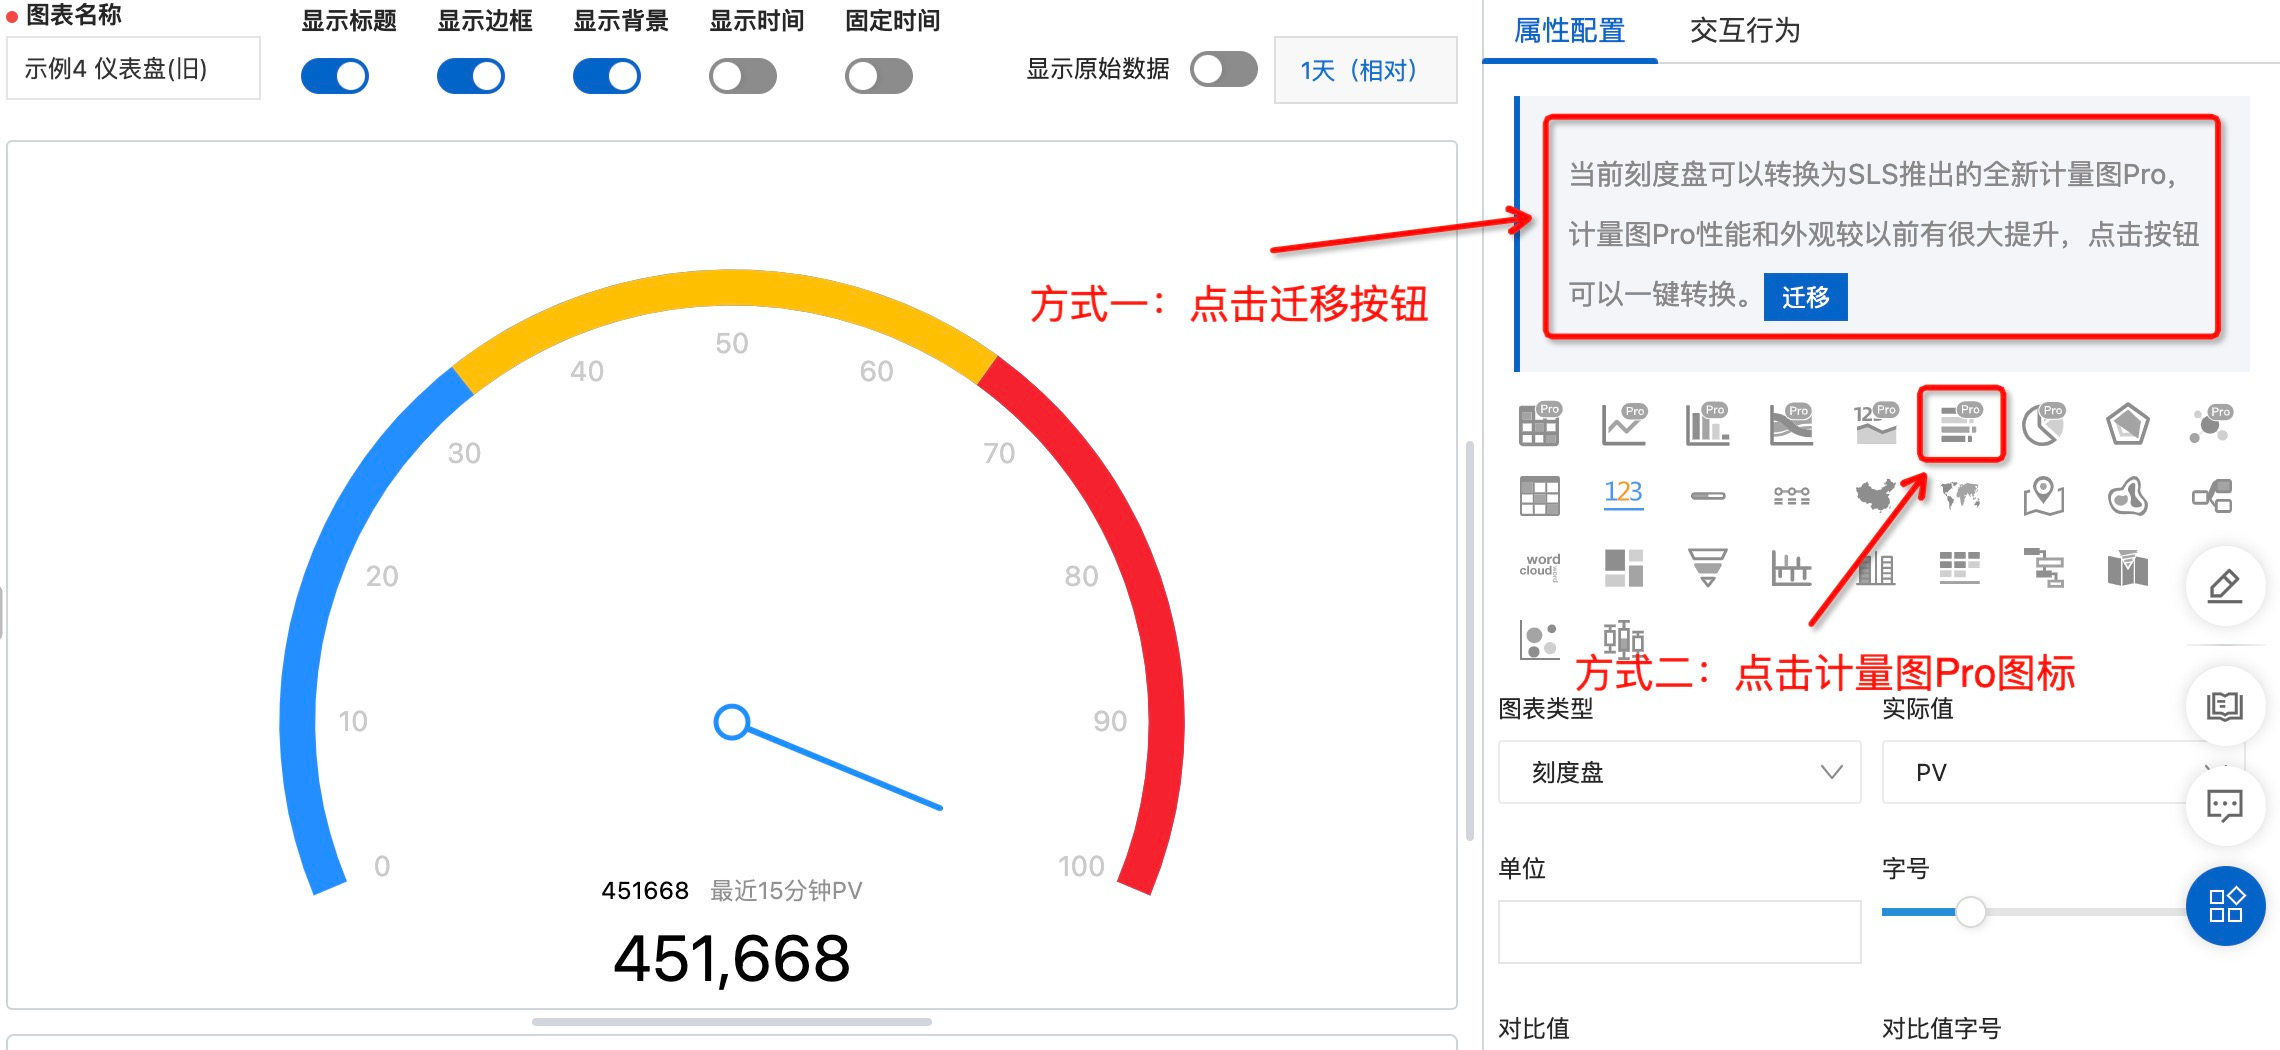 图表名称
显示标题
显示边框
显示背景
显示时间
固定时间
示例4 仪表盘(旧)
显示原始数据
1天（相对）
属性配置
交互行为
当前刻度盘可以转换为SLS推出的全新计量图Pro，
计量图Pro性能和外观较以前有很大提升，点击按钮
可以一键转换。 迁移
方式一：点击迁移按钮
0
10
20
30
40
50
60
70
80
90
100
451668 最近15分钟PV
451,668
Pro
Pro
Pro
Pro
123 Pro
Pro
Pro
Pro
123
word
cloud
word
方式二：点击计量图Pro图标
图表类型
实际值
刻度盘
PV
单位
字号
对比值
对比值字号